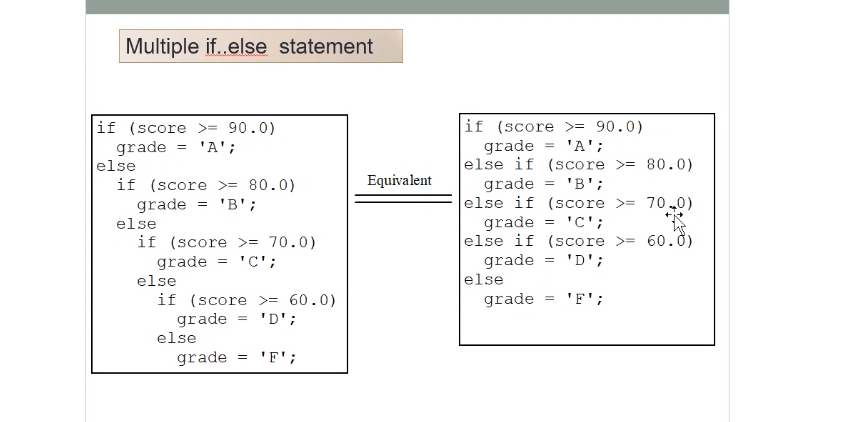 Multiple if..else statement
if (score >= 90.0)
  grade = 'A';
else
  if (score >= 80.0)
    grade = 'B';
  else
    if (score >= 70.0)
      grade = 'C';
    else
      if (score >= 60.0)
        grade = 'D';
      else
        grade = 'F';
Equivalent
if (score >= 90.0)
  grade = 'A';
else if (score >= 80.0)
  grade = 'B';
else if (score >= 70.0)
  grade = 'C';
else if (score >= 60.0)
  grade = 'D';
else
  grade = 'F';